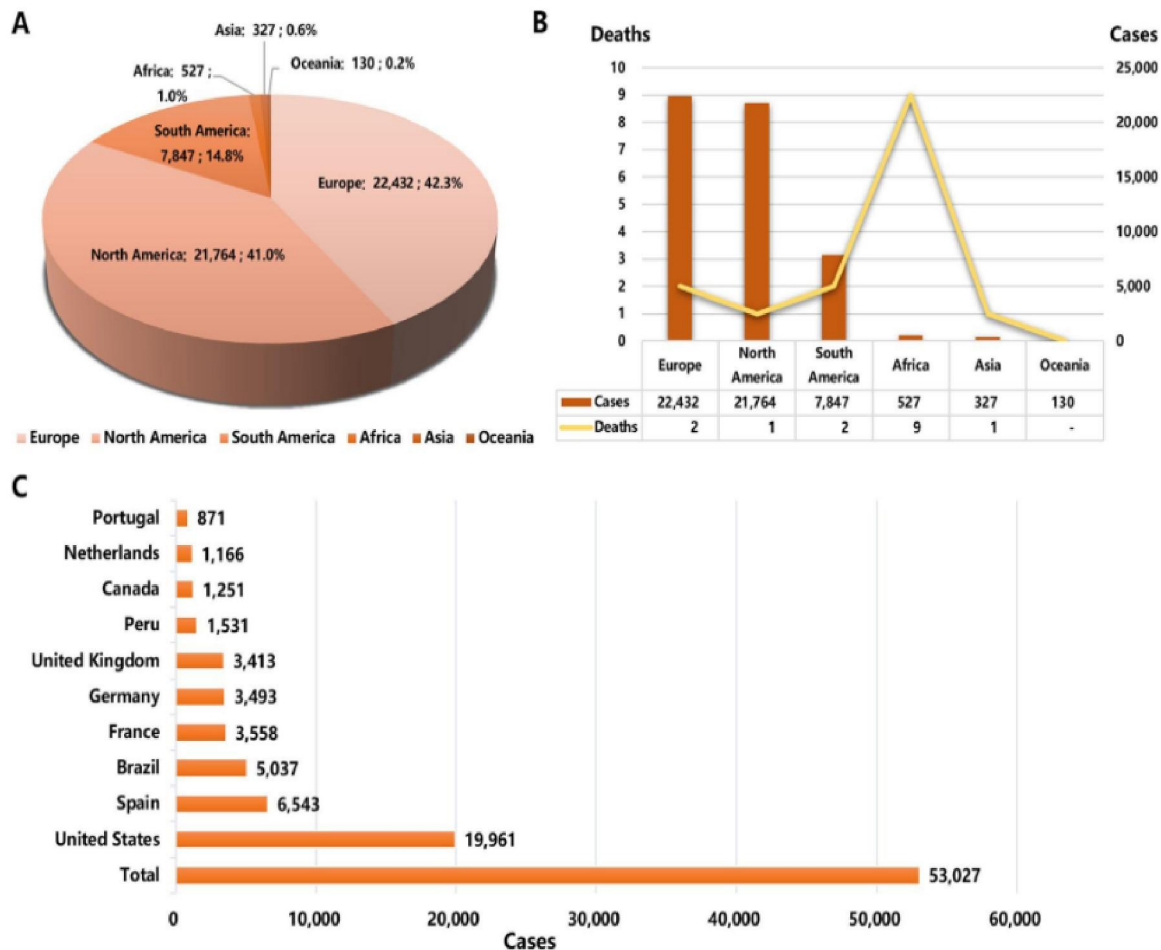 A
Asia: 327 ; 0.6%
Oceania: 130 ; 0.2%
Africa: 527 ;
1.0%
South America:
7,847 ; 14.8%
Europe: 22,432 ; 42.3%
North America: 21,764 ; 41.0%
Europe North America South America Africa Asia Oceania
B
Deaths Cases
10 25,000
9
8 20,000
7
6 15,000
5
4 10,000
3
2 5,000
1
0 0
Europe North America South America Africa Asia Oceania
Cases 22,432 21,764 7,847 527 327 130
Deaths 2 1 2 9 1 -
C
Portugal 871
Netherlands 1,166
Canada 1,251
Peru 1,531
United Kingdom 3,413
Germany 3,493
France 3,558
Brazil 5,037
Spain 6,543
United States 19,961
Total 53,027
0 10,000 20,000 30,000 40,000 50,000 60,000
Cases